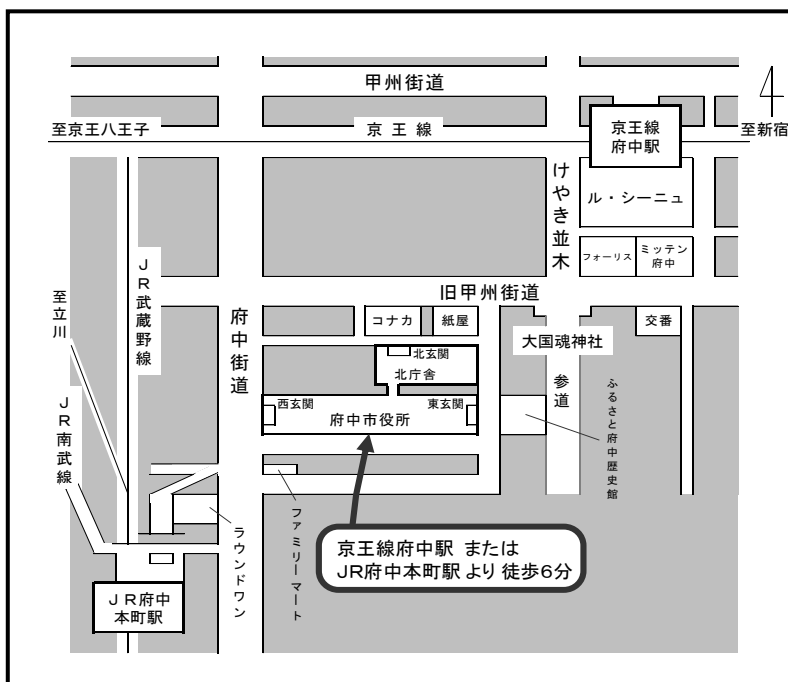 甲州街道
至京王八王子
京王線
京王線
府中駅
至新宿
けやき並木
ル・シーニュ
フォーリス
ミッテン
府中
JR武蔵野線
至立川
JR南武線
府中街道
旧甲州街道
コナカ
紙屋
交番
大国魂神社
参道
ふるさと府中歴史館
北玄関
北庁舎
西玄関
東玄関
府中市役所
ラウンドワン
ファミリーマート
京王線府中駅 または
JR府中本町駅 より 徒歩6分
JR府中
本町駅